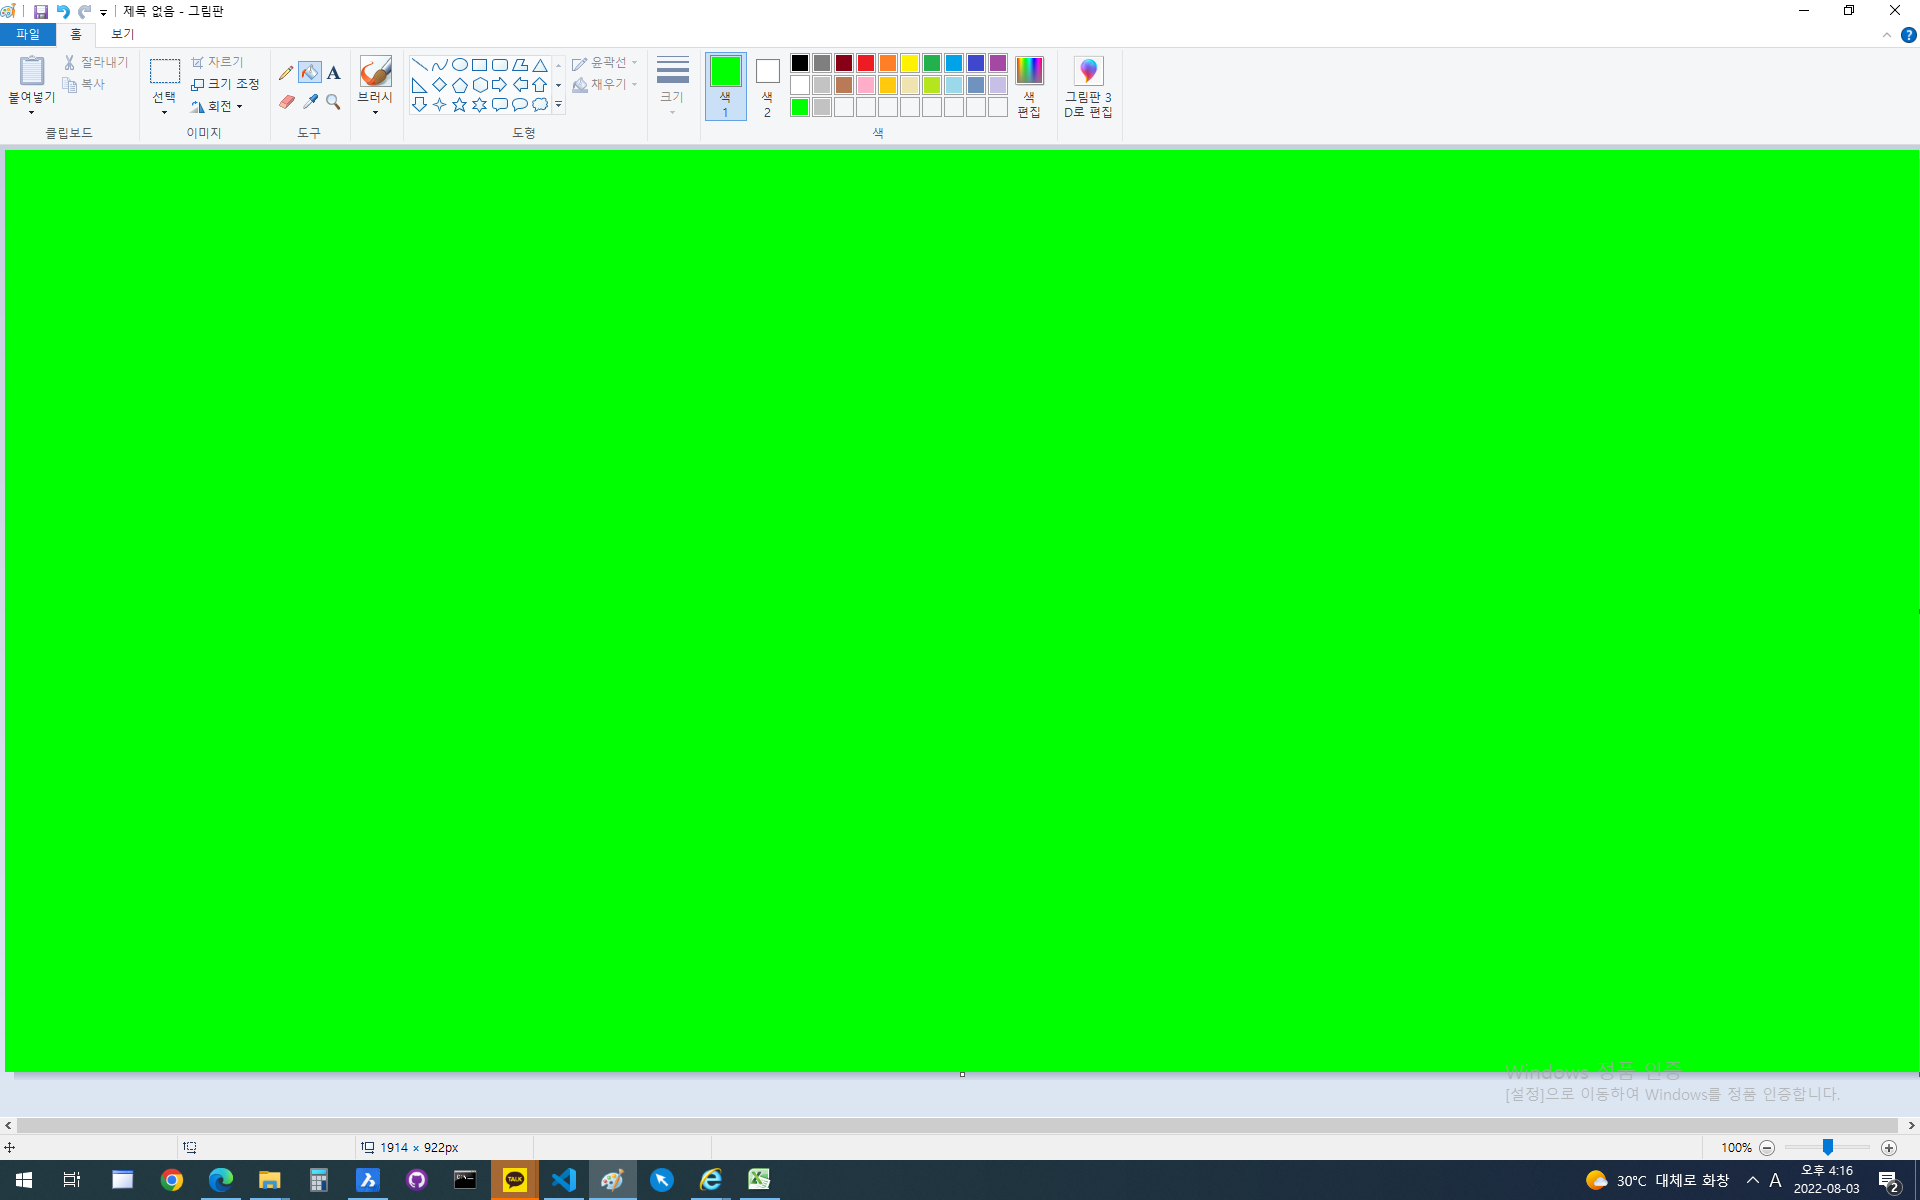 제목 없음 - 그림판
파일 홈 보기
붙여넣기
잘라내기
복사
클립보드
선택
자르기
크기 조정
회전
이미지
A
도구
브러시
윤곽선
채우기
도형
크기
색
1
색
2
색
색
편집
그림판 3
D로 편집
Windows 정품 인증
[설정]으로 이동하여 Windows를 정품 인증합니다.
1914 × 922px
100%
TALK
30°C 대체로 화창
A
오후 4:16
2022-08-03
2